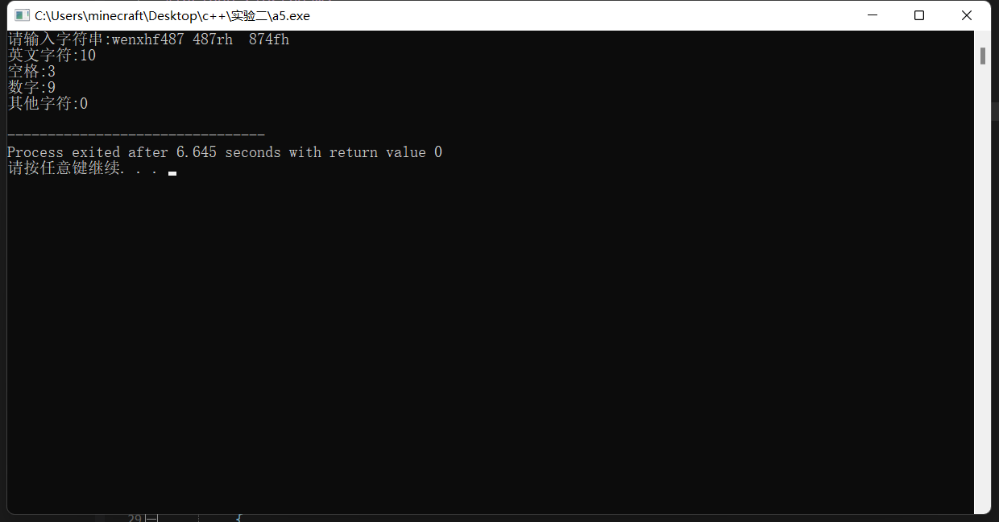 C:\Users\minecraft\Desktop\c++\实验二\a5.exe
请输入字符串:wenxhf487 487rh  874fh
英文字符:10
空格:3
数字:9
其他字符:0
--------------------------------
Process exited after 6.645 seconds with return value 0
请按任意键继续. . .
29 {